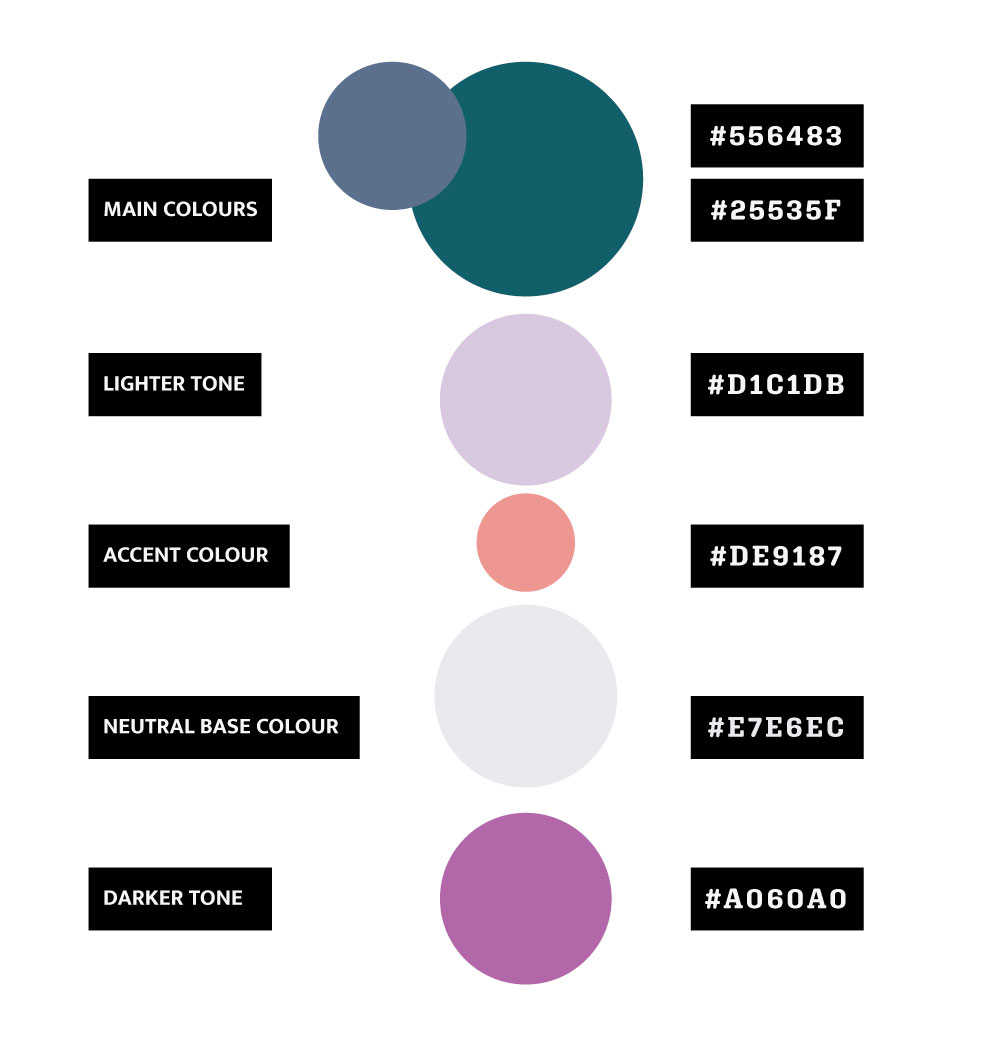 #556483
MAIN COLOURS
#25535F
LIGHTER TONE
#D1C1DB
ACCENT COLOUR
#DE9187
NEUTRAL BASE COLOUR
#E7E6EC
DARKER TONE
#A060A0